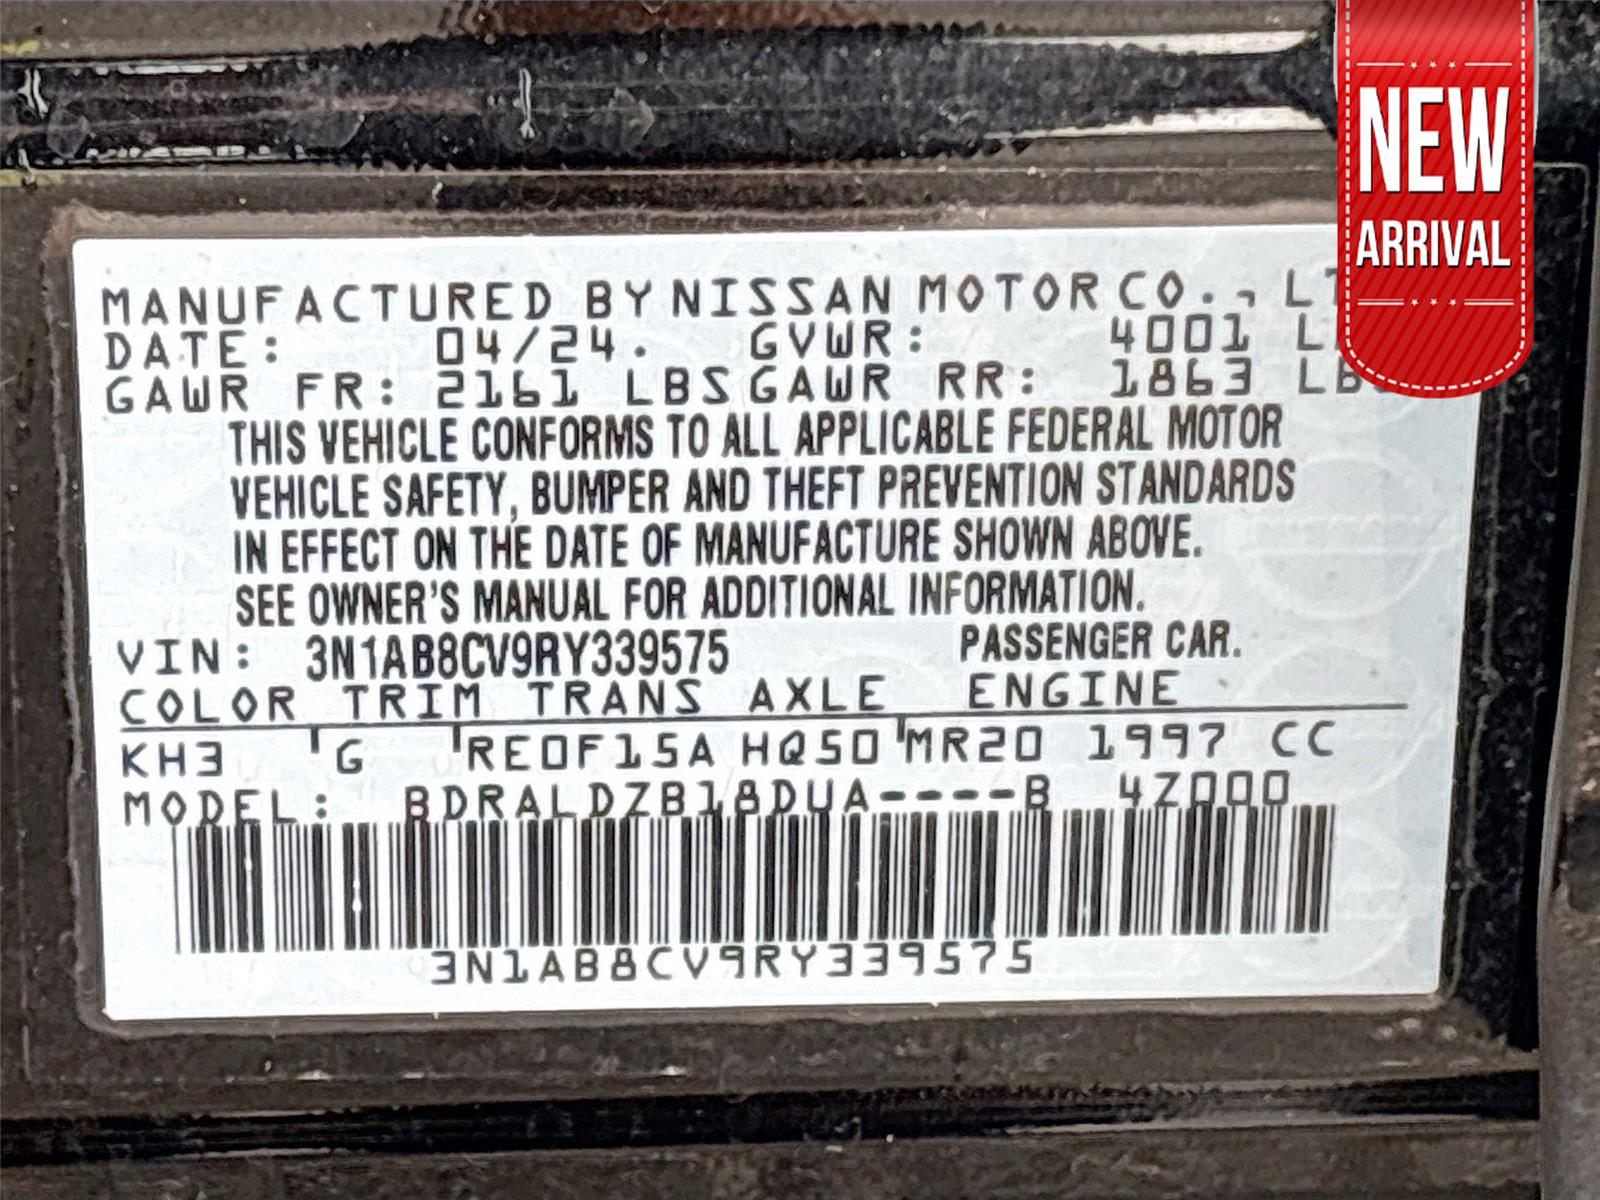 NEW
ARRIVAL
MANUFACTURED BY NISSAN MOTOR CO.,
DATE: 04/24. GVWR: 4001
GAWR FR: 2161 LBS GAWR RR: 1863
THIS VEHICLE CONFORMS TO ALL APPLICABLE FEDERAL MOTOR
VEHICLE SAFETY, BUMPER AND THEFT PREVENTION STANDARDS
IN EFFECT ON THE DATE OF MANUFACTURE SHOWN ABOVE.
SEE OWNER'S MANUAL FOR ADDITIONAL INFORMATION.
VIN: 3N1AB8CV9RY339575 PASSENGER CAR.
COLOR TRIM TRANS AXLE ENGINE
KH3 G RE0F15A HQ50 MR20 1997 CC
MODEL: BDRALDZB18DUA----B 4Z000
3N1AB8CV9RY339575